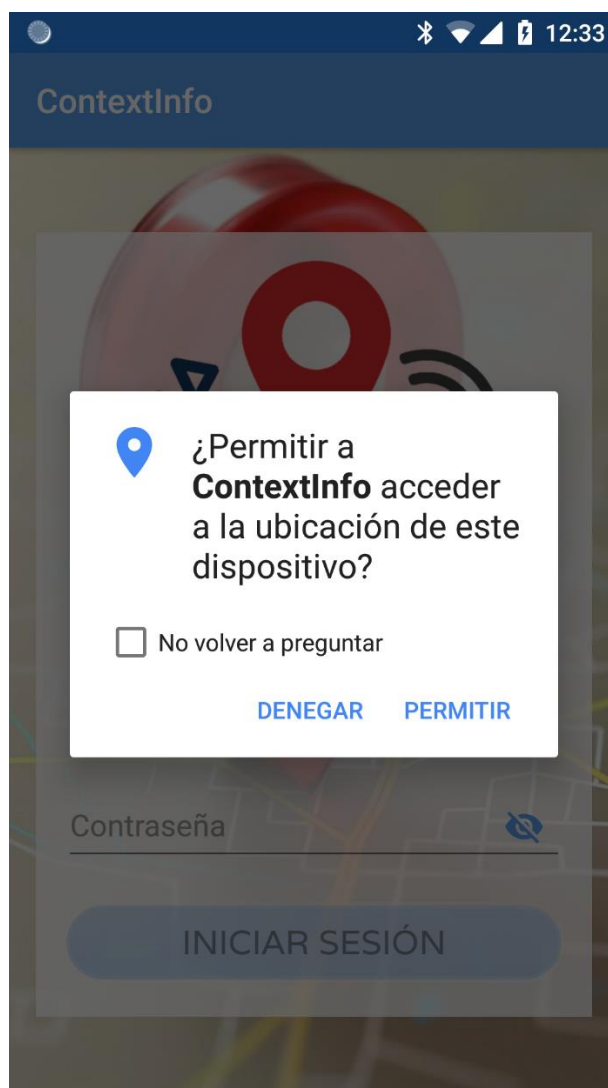 12:33
ContextInfo
¿Permitir a
ContextInfo acceder
a la ubicación de este
dispositivo?
No volver a preguntar
DENEGAR PERMITIR
Contraseña
INICIAR SESIÓN